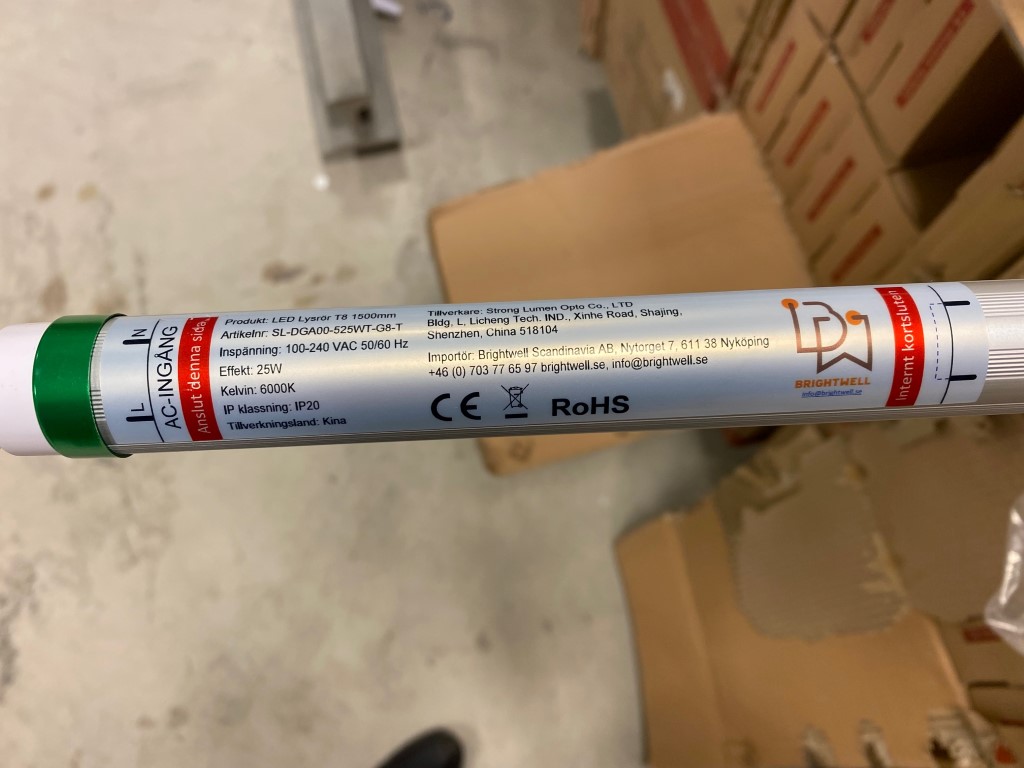 N
L
AC-INGÅNG
Anslut denna sida
Produkt: LED Lysrör T8 1500mm
Artikelnr: SL-DGA00-525WT-G8-T
Inspänning: 100-240 VAC 50/60 Hz
Effekt: 25W
Kelvin: 6000K
IP klassning: IP20
Tillverkningsland: Kina
Tillverkare: Strong Lumen Opto Co., LTD
Bldg, L, Licheng Tech. IND., Xinhe Road, Shajing,
Shenzhen, China 518104
Importör: Brightwell Scandinavia AB, Nytorget 7, 611 38 Nyköping
+46 (0) 703 77 65 97 brightwell.se, info@brightwell.se
CE
RoHS
BRIGHTWELL
info@brightwell.se
Internt kortsluten